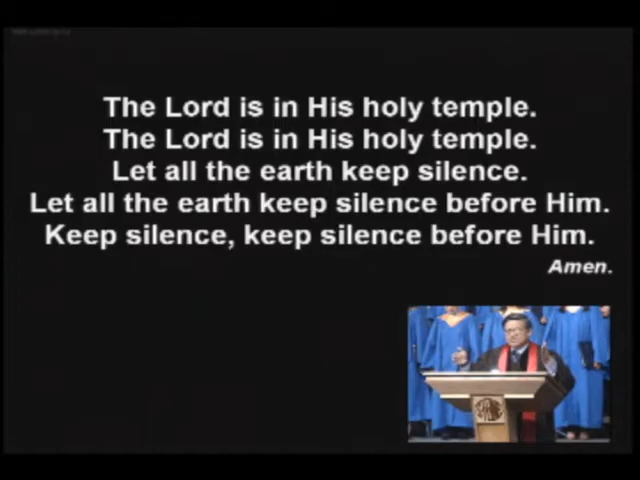 The Lord is in His holy temple.
The Lord is in His holy temple.
Let all the earth keep silence.
Let all the earth keep silence before Him.
Keep silence, keep silence before Him.
Amen.